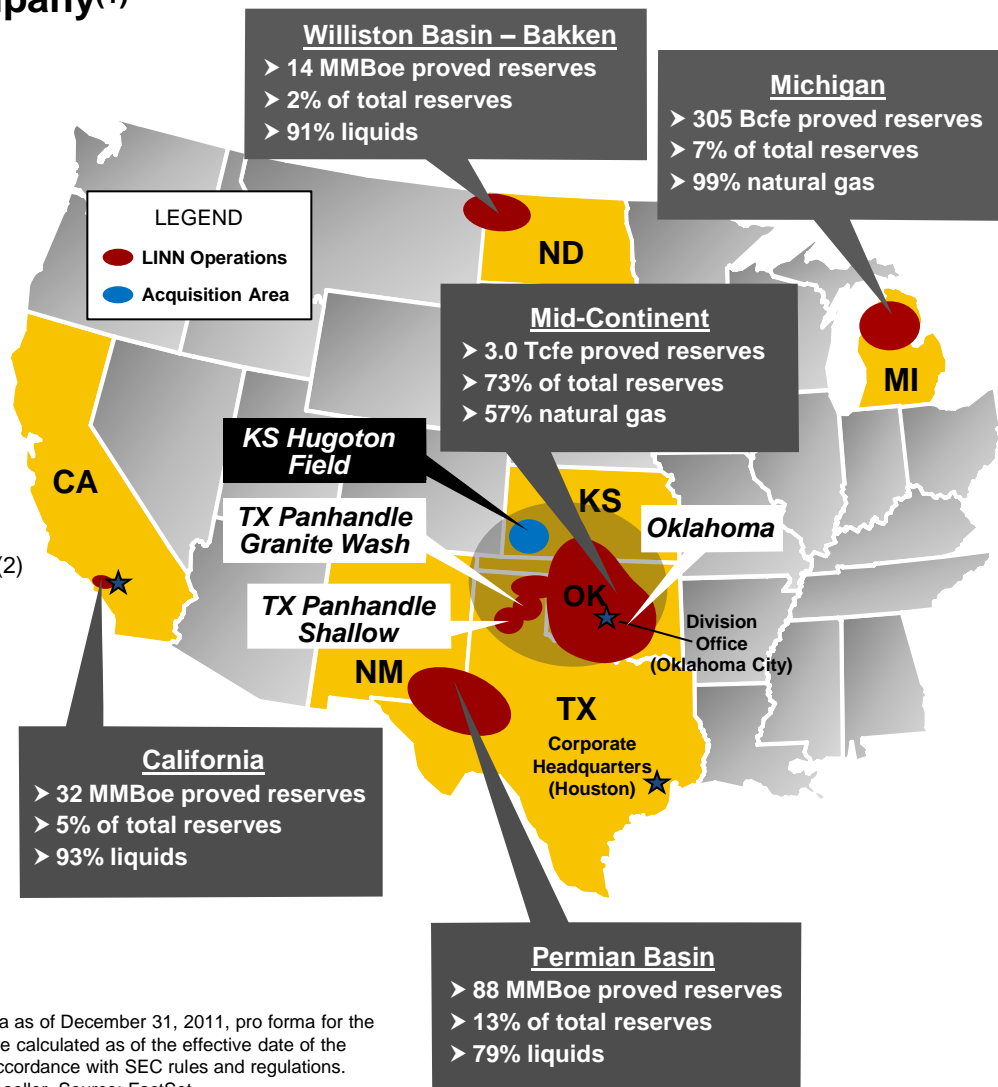 Williston Basin – Bakken
➢ 14 MMBoe proved reserves
➢ 2% of total reserves
➢ 91% liquids
Michigan
➢ 305 Bcfe proved reserves
➢ 7% of total reserves
➢ 99% natural gas
LEGEND
LINN Operations
Acquisition Area
ND
Mid-Continent
➢ 3.0 Tcfe proved reserves
➢ 73% of total reserves
➢ 57% natural gas
MI
KS Hugoton
Field
CA
KS
TX Panhandle
Granite Wash
Oklahoma
(2)
TX Panhandle
Shallow
OK
Division
Office
(Oklahoma City)
NM
TX
Corporate
Headquarters
(Houston)
California
➢ 32 MMBoe proved reserves
➢ 5% of total reserves
➢ 93% liquids
Permian Basin
➢ 88 MMBoe proved reserves
➢ 13% of total reserves
➢ 79% liquids
a as of December 31, 2011, pro forma for the
e calculated as of the effective date of the
ccordance with SEC rules and regulations.
Source: FactSet